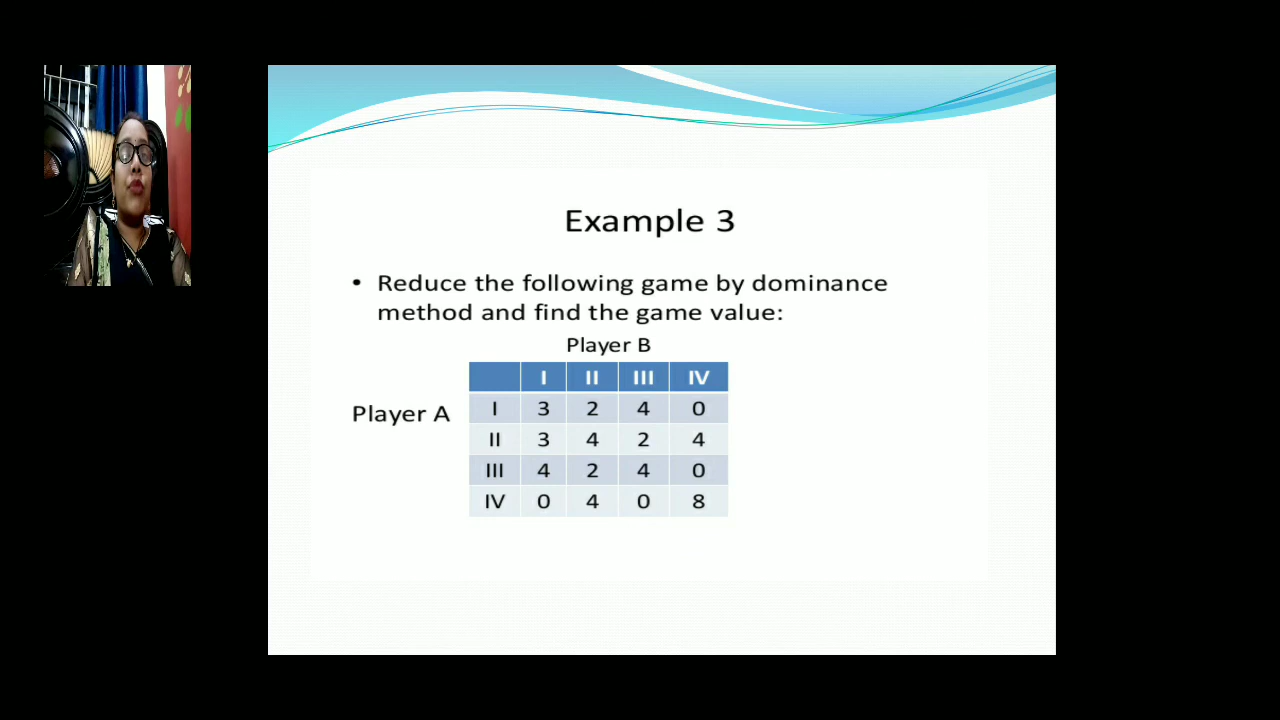 Example 3
• Reduce the following game by dominance
method and find the game value:
Player B
I II III IV
Player A
I 3 2 4 0
II 3 4 2 4
III 4 2 4 0
IV 0 4 0 8